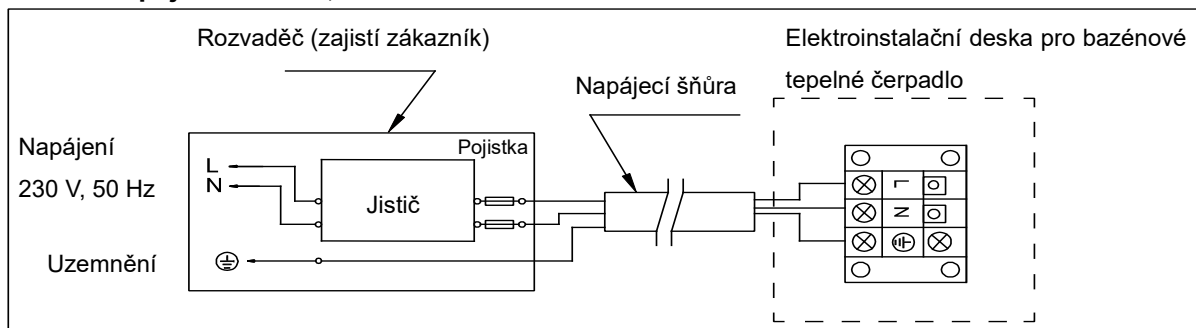 Rozvaděč (zajistí zákazník)
Elektroinstalační deska pro bazénové
tepelné čerpadlo
Napájecí šňůra
Napájení
230 V, 50 Hz
Pojistka
L
N
Jistič
L
N
Uzemnění